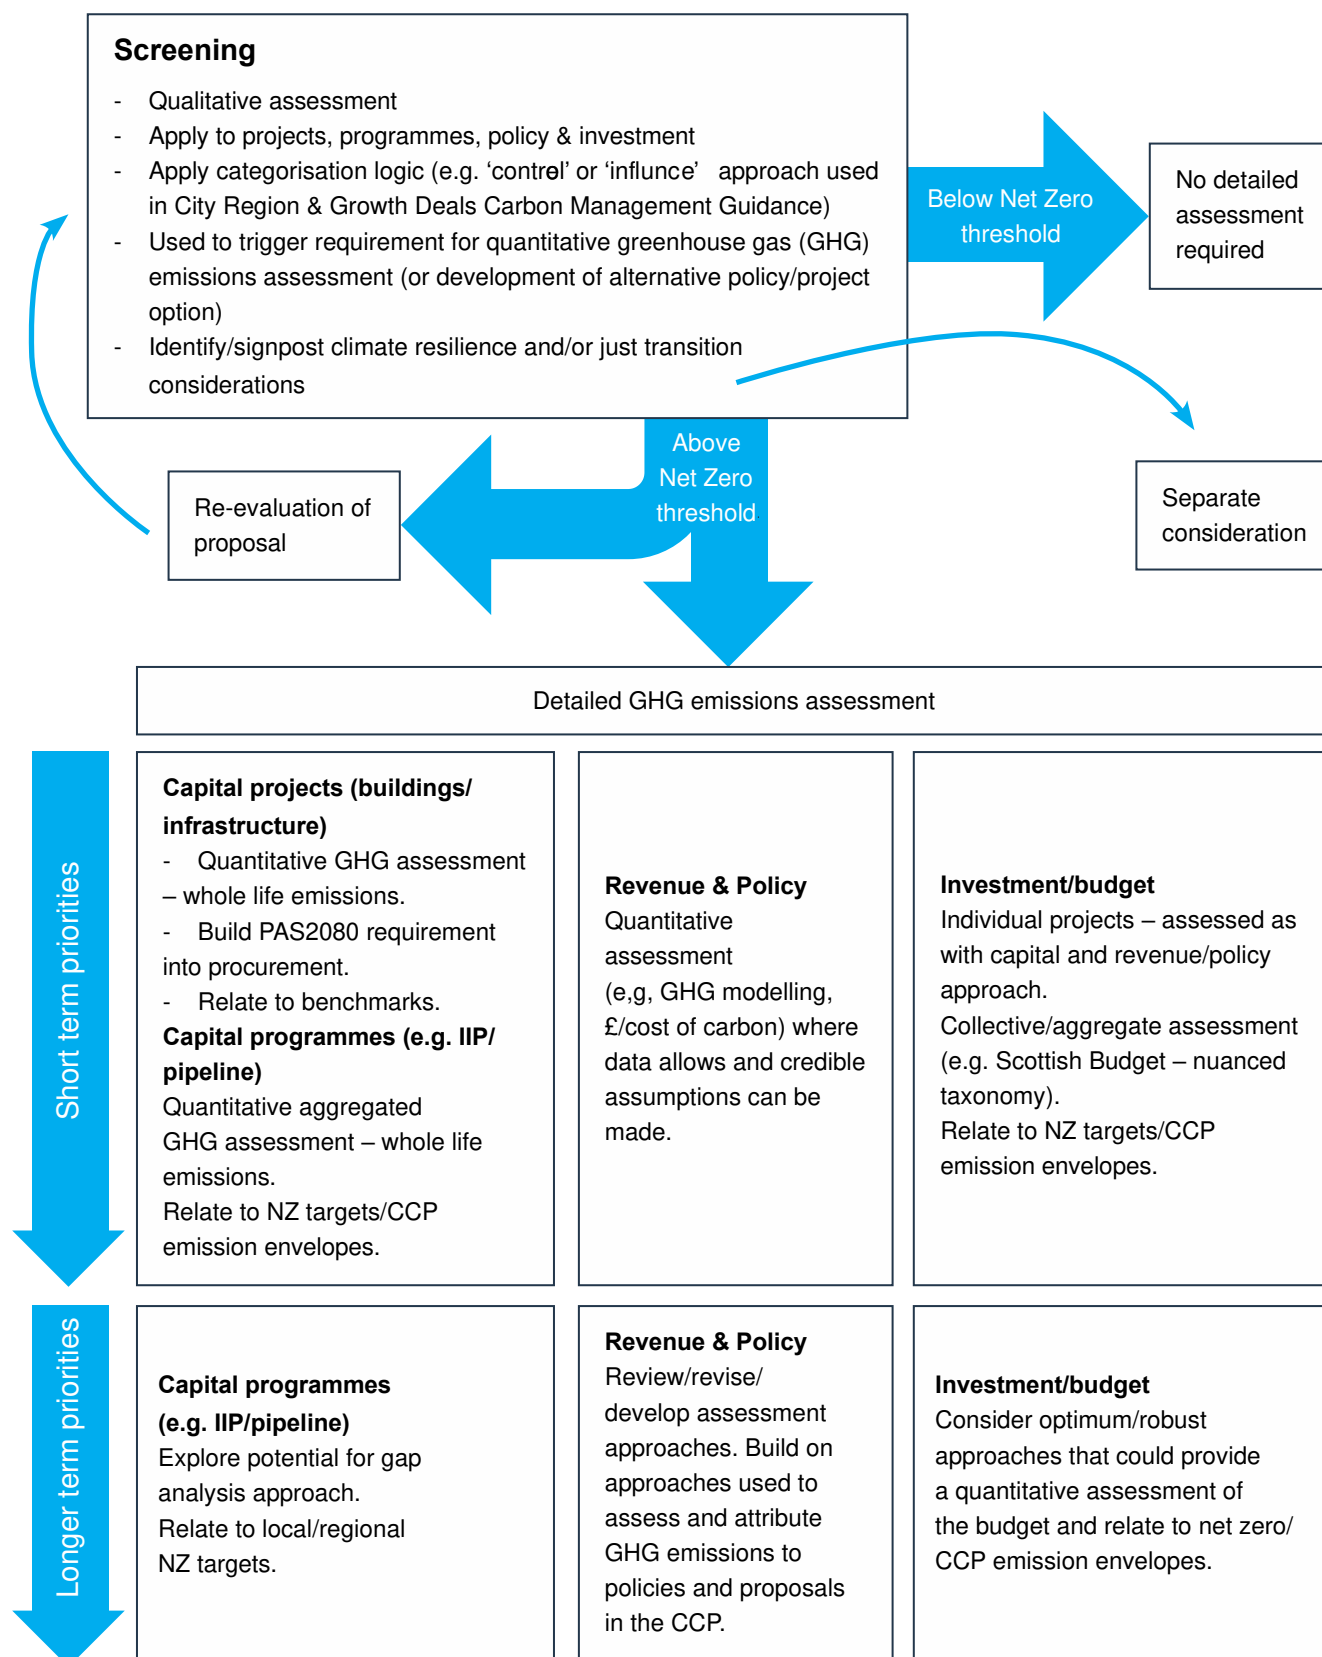 Screening
- Qualitative assessment
- Apply to projects, programmes, policy & investment
- Apply categorisation logic (e.g. ‘control’ or ‘influnce’ approach used
in City Region & Growth Deals Carbon Management Guidance)
- Used to trigger requirement for quantitative greenhouse gas (GHG)
emissions assessment (or development of alternative policy/project
option)
- Identify/signpost climate resilience and/or just transition
considerations
Below Net Zero
threshold
No detailed
assessment
required
Above
Net Zero
threshold.
Re-evaluation of
proposal
Separate
consideration
Detailed GHG emissions assessment
Short term priorities
Capital projects (buildings/
infrastructure)
- Quantitative GHG assessment
– whole life emissions.
- Build PAS2080 requirement
into procurement.
- Relate to benchmarks.
Capital programmes (e.g. IIP/
pipeline)
Quantitative aggregated
GHG assessment – whole life
emissions.
Relate to NZ targets/CCP
emission envelopes.
Revenue & Policy
Quantitative
assessment
(e,g, GHG modelling,
£/cost of carbon) where
data allows and credible
assumptions can be
made.
Investment/budget
Individual projects – assessed as
with capital and revenue/policy
approach.
Collective/aggregate assessment
(e.g. Scottish Budget – nuanced
taxonomy).
Relate to NZ targets/CCP
emission envelopes.
Longer term priorities
Capital programmes
(e.g. IIP/pipeline)
Explore potential for gap
analysis approach.
Relate to local/regional
NZ targets.
Revenue & Policy
Review/revise/
develop assessment
approaches. Build on
approaches used to
assess and attribute
GHG emissions to
policies and proposals
in the CCP.
Investment/budget
Consider optimum/robust
approaches that could provide
a quantitative assessment of
the budget and relate to net zero/
CCP emission envelopes.